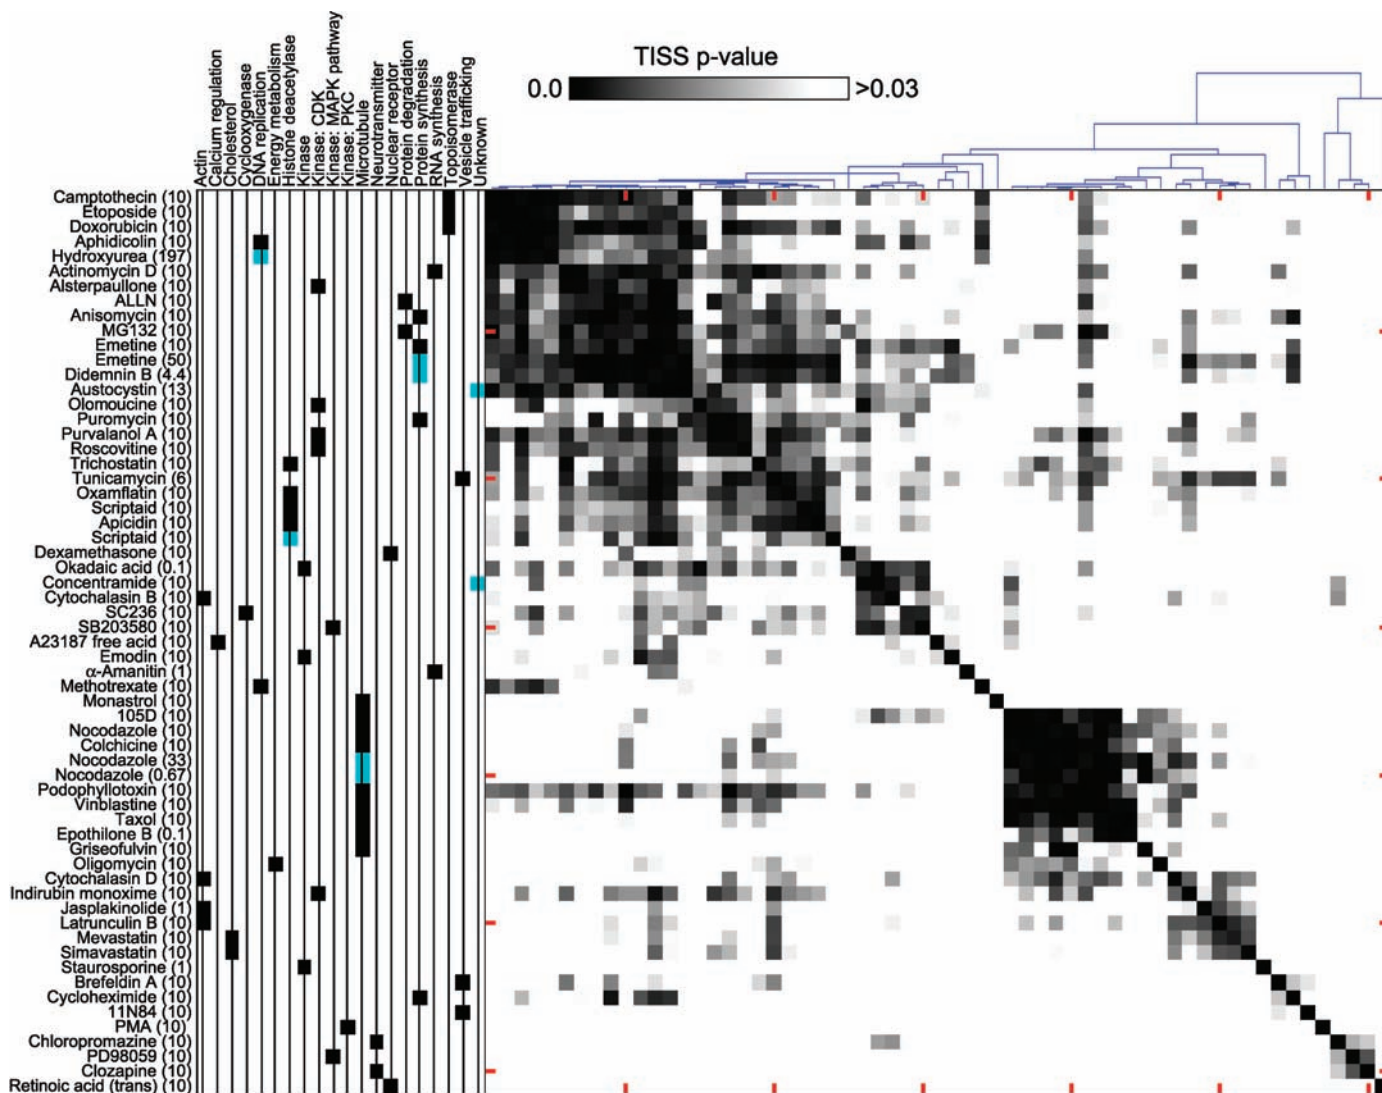 Actin
Calcium regulation
Cholesterol
Cyclooxygenase
DNA replication
Energy metabolism
Histone deacetylase
Kinase
Kinase: CDK
Kinase: MAPK pathway
Kinase: PKC
Microtubule
Neurotransmitter
Nuclear receptor
Protein degradation
Protein synthesis
RNA synthesis
Topoisomerase
Vesicle trafficking
Unknown
TISS p-value
0.0 >0.03
Camptothecin (10)
Etoposide (10)
Doxorubicin (10)
Aphidicolin (10)
Hydroxyurea (197)
Actinomycin D (10)
Alsterpaullone (10)
ALLN (10)
Anisomycin (10)
MG132 (10)
Emetine (10)
Emetine (50)
Didemnin B (4.4)
Austocystin (13)
Olomoucine (10)
Puromycin (10)
Purvalanol A (10)
Roscovitine (10)
Trichostatin (10)
Tunicamycin (6)
Oxamflatin (10)
Scriptaid (10)
Apicidin (10)
Scriptaid (10)
Dexamethasone (10)
Okadaic acid (0.1)
Concentramide (10)
Cytochalasin B (10)
SC236 (10)
SB203580 (10)
A23187 free acid (10)
Emodin (10)
α-Amanitin (1)
Methotrexate (10)
Monastrol (10)
105D (10)
Nocodazole (10)
Colchicine (10)
Nocodazole (33)
Nocodazole (0.67)
Podophyllotoxin (10)
Vinblastine (10)
Taxol (10)
Epothilone B (0.1)
Griseofulvin (10)
Oligomycin (10)
Cytochalasin D (10)
Indirubin monoxime (10)
Jasplakinolide (1)
Latrunculin B (10)
Mevastatin (10)
Simavastatin (10)
Staurosporine (1)
Brefeldin A (10)
Cycloheximide (10)
11N84 (10)
PMA (10)
Chloropromazine (10)
PD98059 (10)
Clozapine (10)
Retinoic acid (trans) (10)